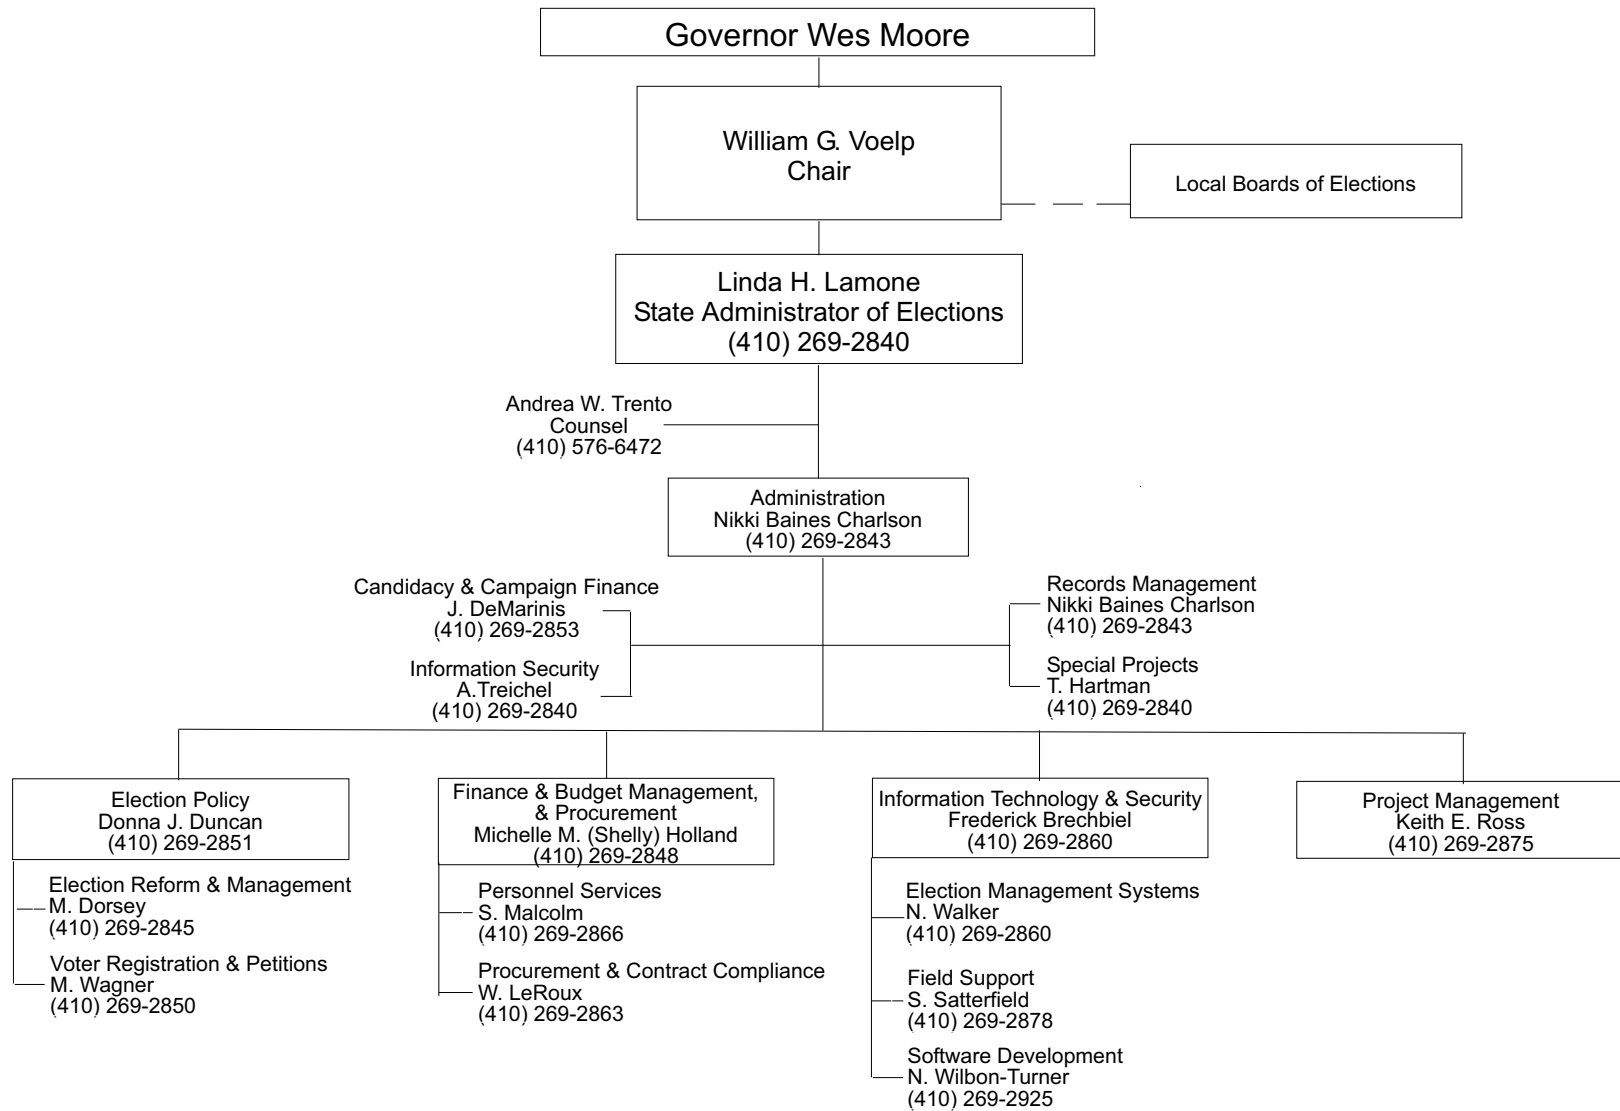 Governor Wes Moore
William G. Voelp
Chair
Local Boards of Elections
Linda H. Lamone
State Administrator of Elections
(410) 269-2840
Andrea W. Trento
Counsel
(410) 576-6472
Administration
Nikki Baines Charlson
(410) 269-2843
Candidacy & Campaign Finance
J. DeMarinis
(410) 269-2853
Information Security
A.Treichel
(410) 269-2840
Records Management
Nikki Baines Charlson
(410) 269-2843
Special Projects
T. Hartman
(410) 269-2840
Election Policy
Donna J. Duncan
(410) 269-2851
Election Reform & Management
M. Dorsey
(410) 269-2845
Voter Registration & Petitions
M. Wagner
(410) 269-2850
Finance & Budget Management,
& Procurement
Michelle M. (Shelly) Holland
(410) 269-2848
Personnel Services
S. Malcolm
(410) 269-2866
Procurement & Contract Compliance
W. LeRoux
(410) 269-2863
Information Technology & Security
Frederick Brechbiel
(410) 269-2860
Election Management Systems
N. Walker
(410) 269-2860
Field Support
S. Satterfield
(410) 269-2878
Software Development
N. Wilbon-Turner
(410) 269-2925
Project Management
Keith E. Ross
(410) 269-2875